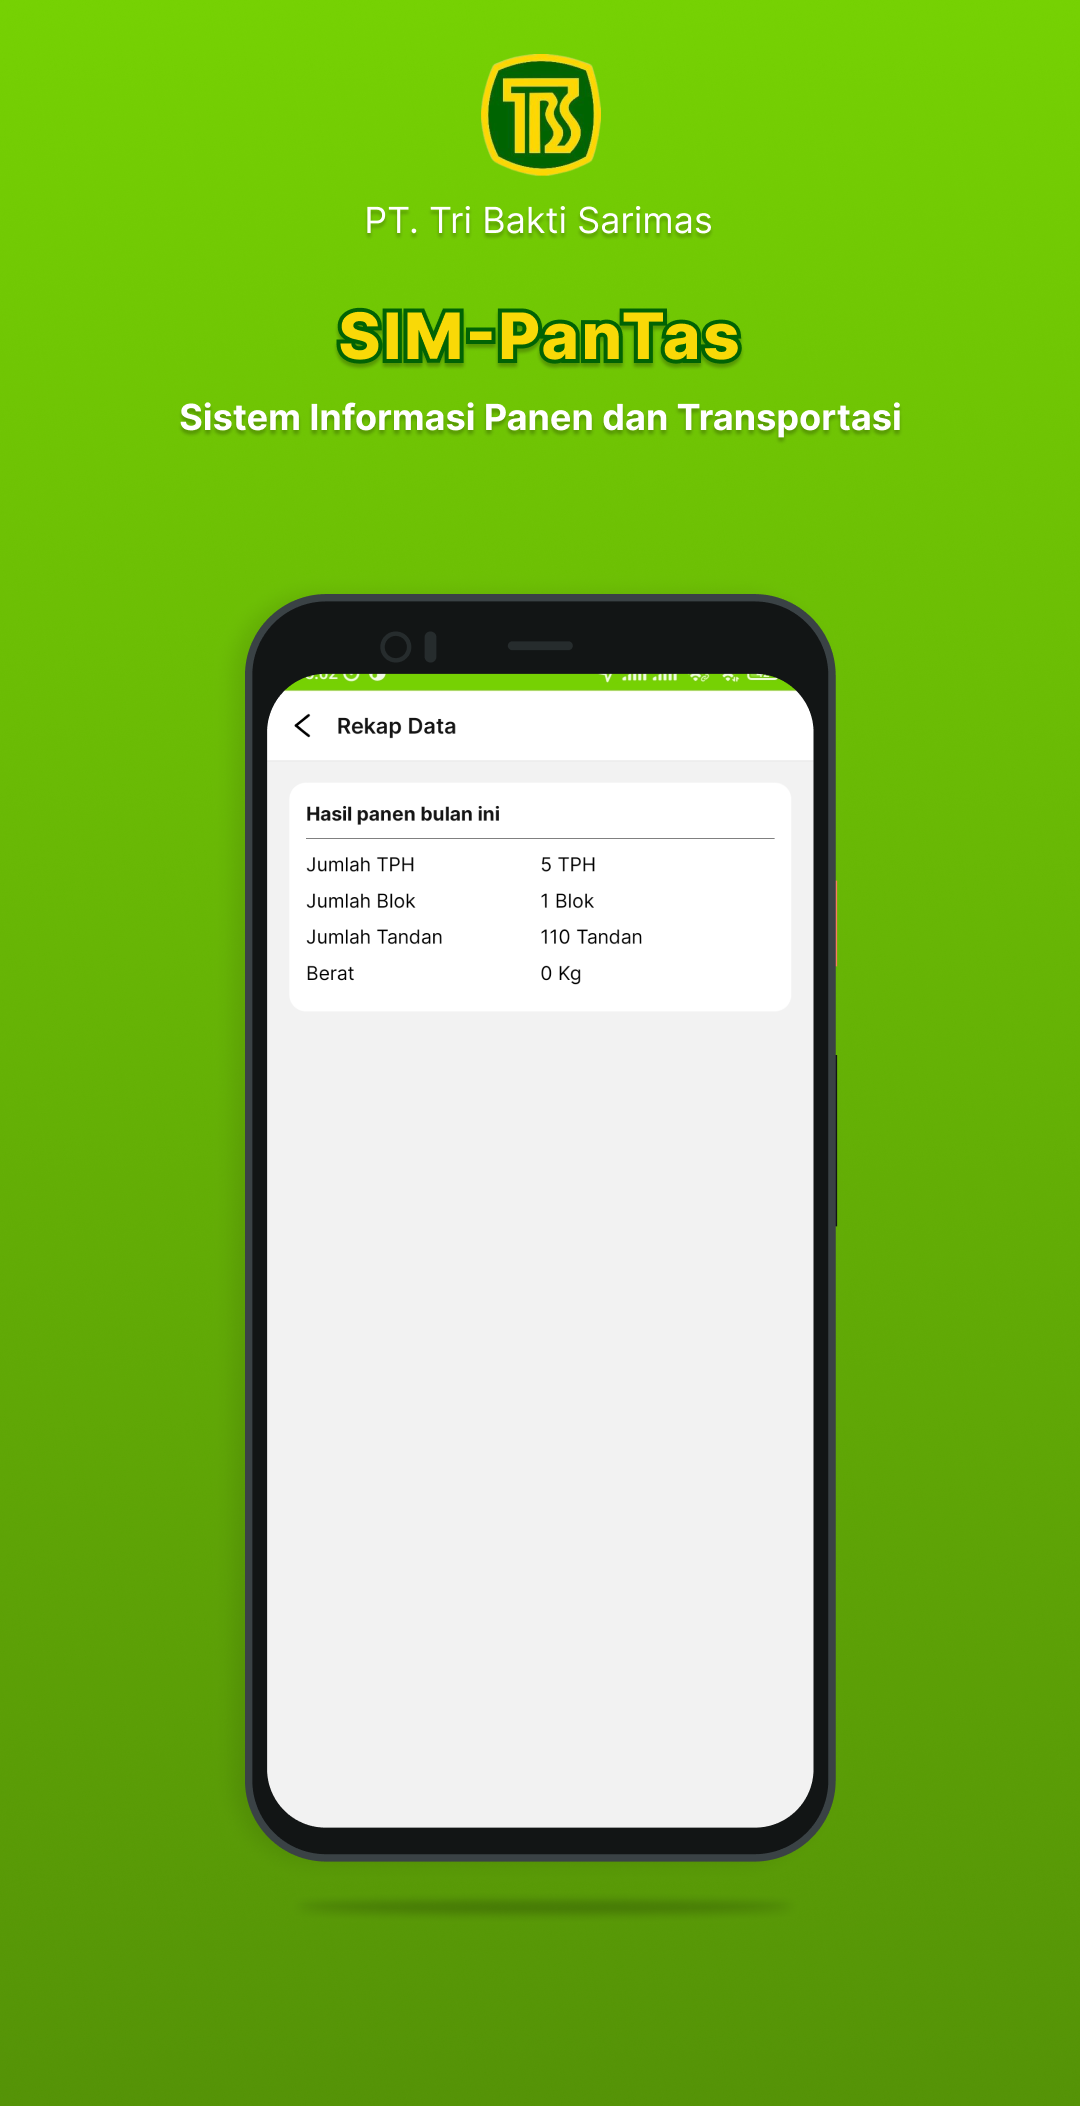 TBS
PT. Tri Bakti Sarimas
SIM-PanTas
Sistem Informasi Panen dan Transportasi
Rekap Data
Hasil panen bulan ini
Jumlah TPH 5 TPH
Jumlah Blok 1 Blok
Jumlah Tandan 110 Tandan
Berat 0 Kg